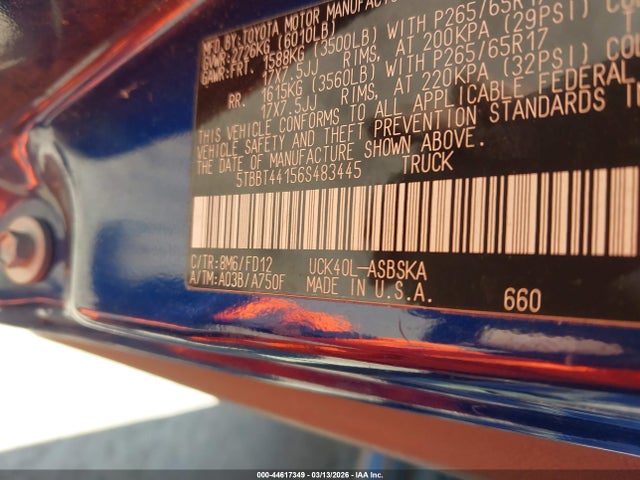 MFD.BY:TOYOTA MOTOR MANUFACTU
GVWR:2726KG (6010LB)
GAWR:FRT. 1588KG (3500LB) WITH P265/65R17
17X7.5JJ RIMS, AT 200KPA (29PSI) CO
RR. 1615KG (3560LB) WITH P265/65R17
17X7.5JJ RIMS, AT 220KPA (32PSI) CO
THIS VEHICLE CONFORMS TO ALL APPLICABLE FEDERAL
VEHICLE SAFETY AND THEFT PREVENTION STANDARDS IN
THE DATE OF MANUFACTURE SHOWN ABOVE.
5TBBT44156S483445 TRUCK
C/TR:8M6/FD12 UCK40L-ASBSKA
A/TM:A03B/A750F MADE IN U.S.A. 660
000-44617349 - 03/13/2026 - IAA Inc.